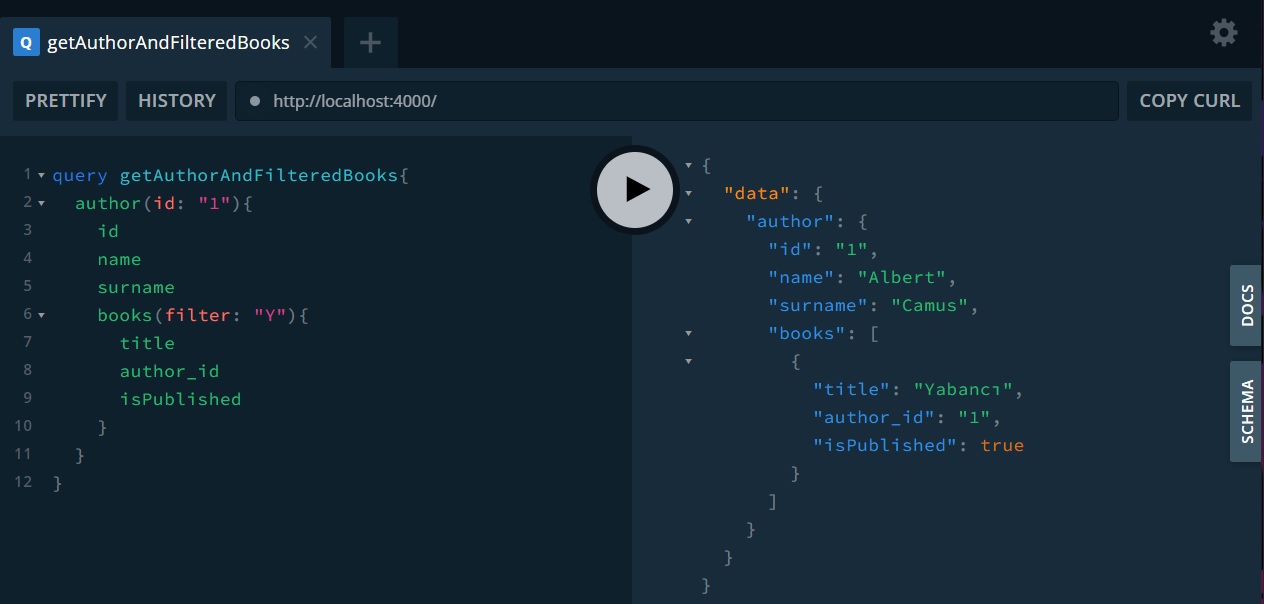 Q getAuthorAndFilteredBooks
PRETTIFY HISTORY http://localhost:4000/ COPY CURL
1 query getAuthorAndFilteredBooks{
2 author(id: "1"){
3 id
4 name
5 surname
6 books(filter: "Y"){
7 title
8 author_id
9 isPublished
10 }
11 }
12 }
{
"data": {
"author": {
"id": "1",
"name": "Albert",
"surname": "Camus",
"books": [
{
"title": "Yabancı",
"author_id": "1",
"isPublished": true
}
]
}
}
}
DOCS
SCHEMA